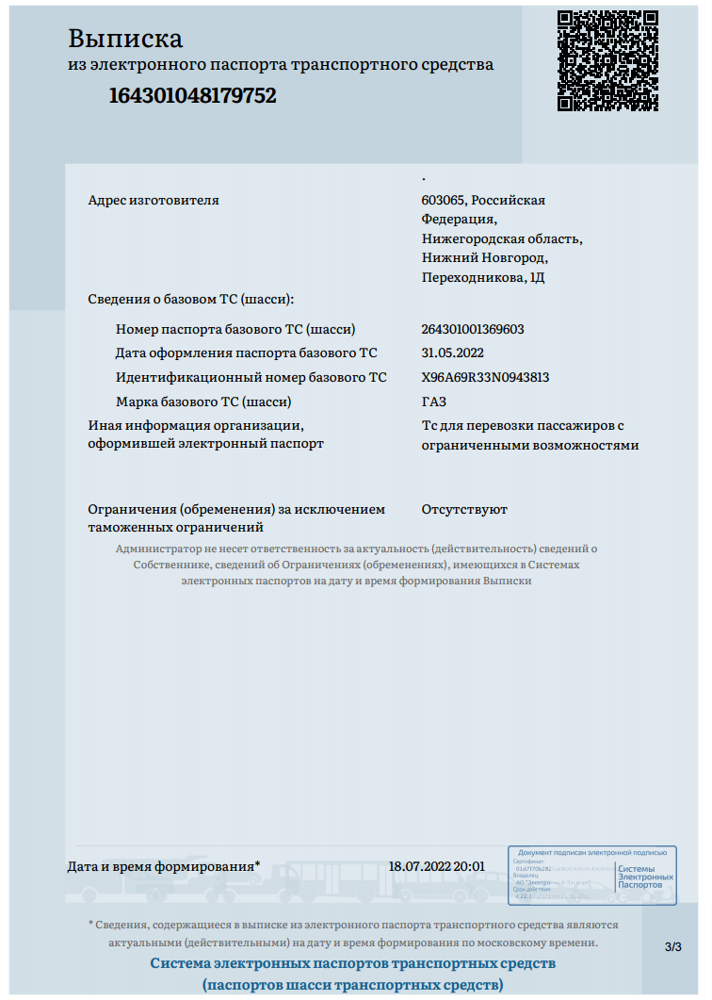 Выписка
из электронного паспорта транспортного средства
164301048179752
.
Адрес изготовителя
603065, Российская
Федерация,
Нижегородская область,
Нижний Новгород,
Переходникова, 1Д
Сведения о базовом ТС (шасси):
Номер паспорта базового ТС (шасси) 264301001369603
Дата оформления паспорта базового ТС 31.05.2022
Идентификационный номер базового ТС X96A69R33N0943813
Марка базового ТС (шасси) ГАЗ
Иная информация организации, Тс для перевозки пассажиров с
оформившей электронный паспорт ограниченными возможностями
Ограничения (обременения) за исключением Отсутствуют
таможенных ограничений
Администратор не несет ответственность за актуальность (действительность) сведений о
Собственнике, сведений об Ограничениях (обременениях), имеющихся в Системах
электронных паспортов на дату и время формирования Выписки
Дата и время формирования* 18.07.2022 20:01
Документ подписан электронной подписью
Сертификат:
Владелец:
АО "Электро
Срок действия:
Системы
Электронных
Паспортов
* Сведения, содержащиеся в выписке из электронного паспорта транспортного средства являются
актуальными (действительными) на дату и время формирования по московскому времени.
3/3
Система электронных паспортов транспортных средств
(паспортов шасси транспортных средств)